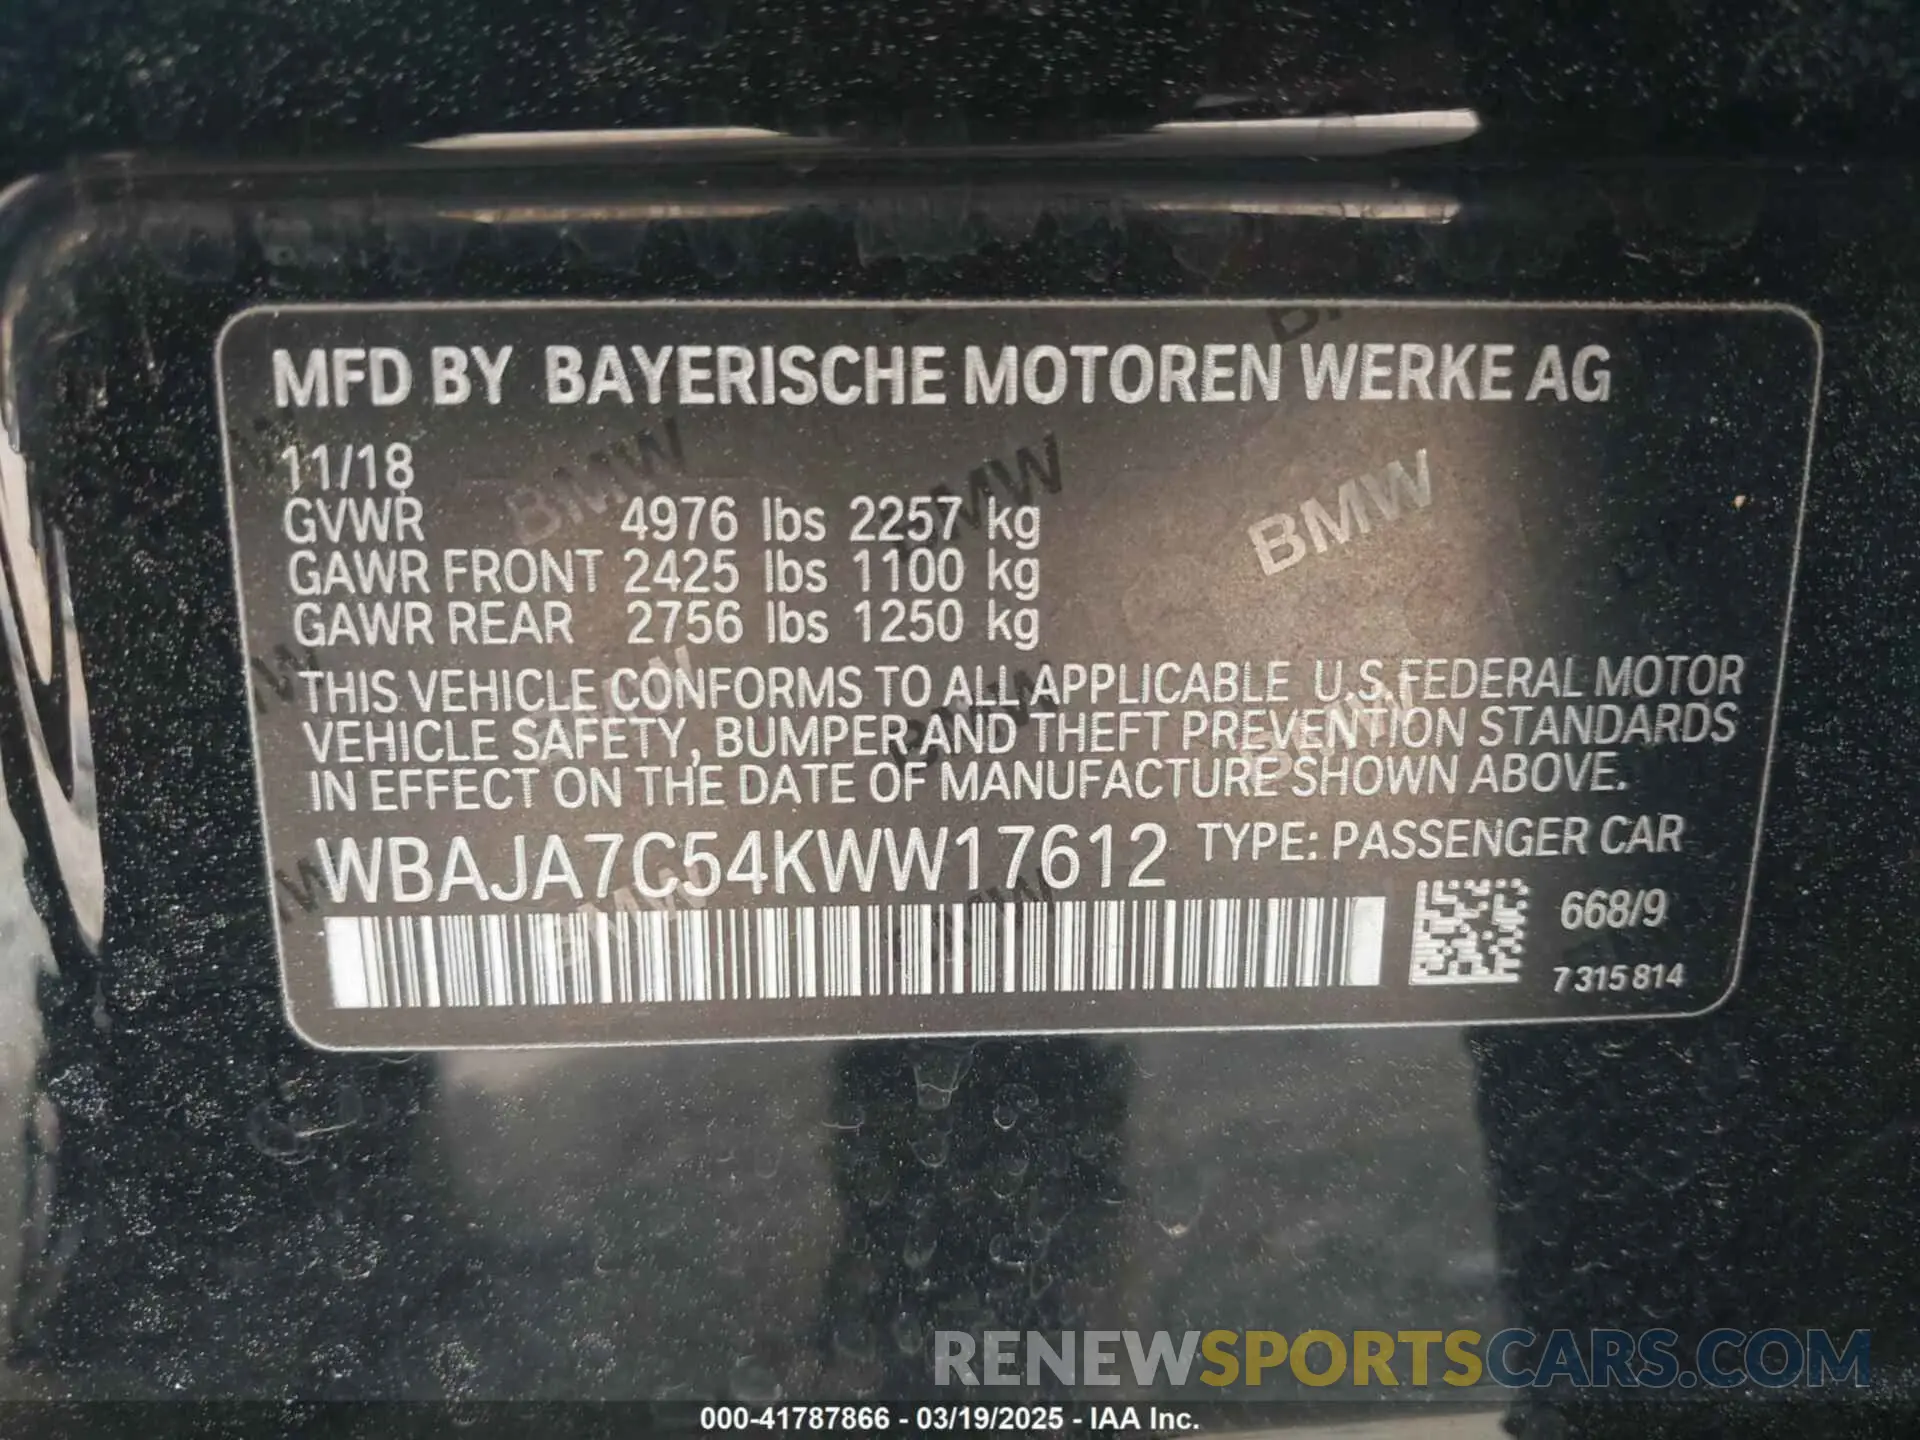 MFD BY BAYERISCHE MOTOREN WERKE AG
11/18
GVWR 4976 lbs 2257 kg
GAWR FRONT 2425 lbs 1100 kg
GAWR REAR 2756 lbs 1250 kg
THIS VEHICLE CONFORMS TO ALL APPLICABLE U.S. FEDERAL MOTOR
VEHICLE SAFETY, BUMPER AND THEFT PREVENTION STANDARDS
IN EFFECT ON THE DATE OF MANUFACTURE SHOWN ABOVE.
WBAJA7C54KWW17612 TYPE: PASSENGER CAR
668/9
7 315 814
BMW BMW BMW
RENEWSPORTSCARS.COM
000-41787866 - 03/19/2025 - IAA Inc.